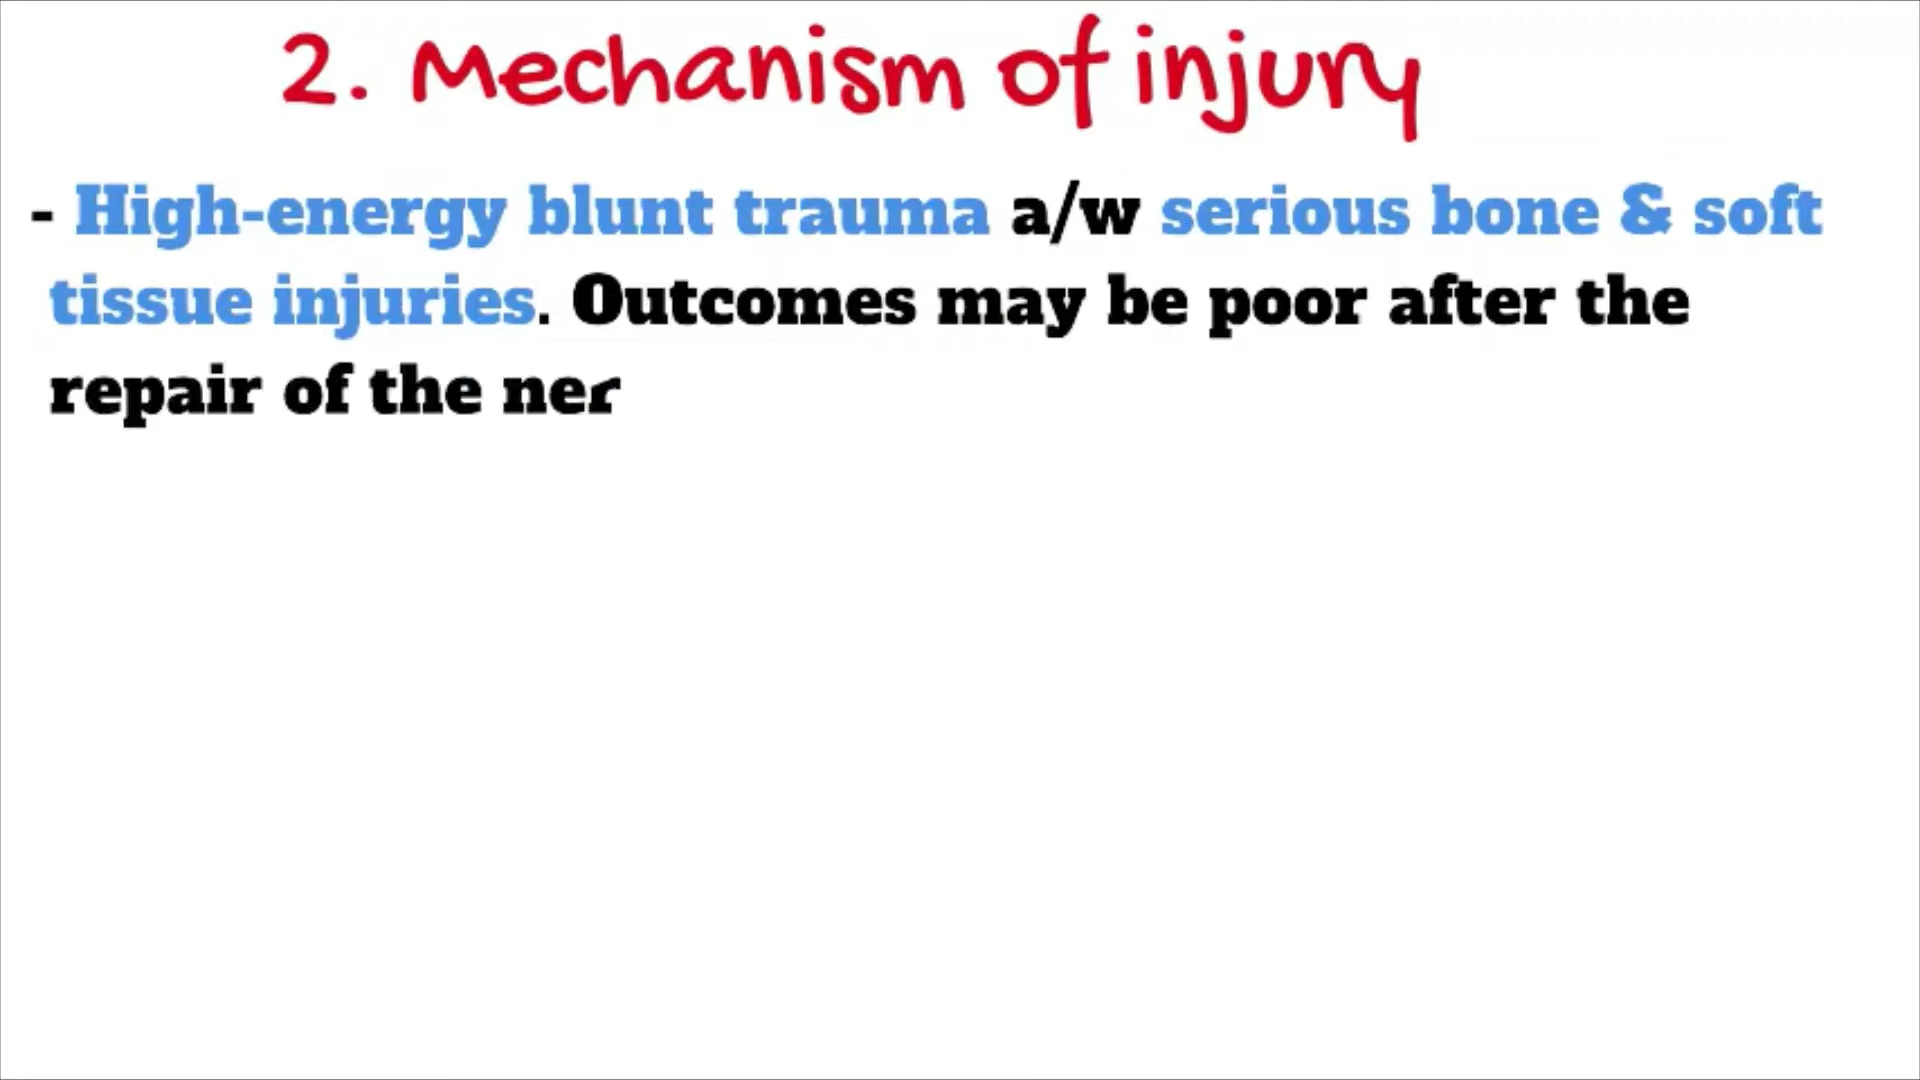 2. Mechanism of injury
- High-energy blunt trauma a/w serious bone & soft
tissue injuries. Outcomes may be poor after the
repair of the ner